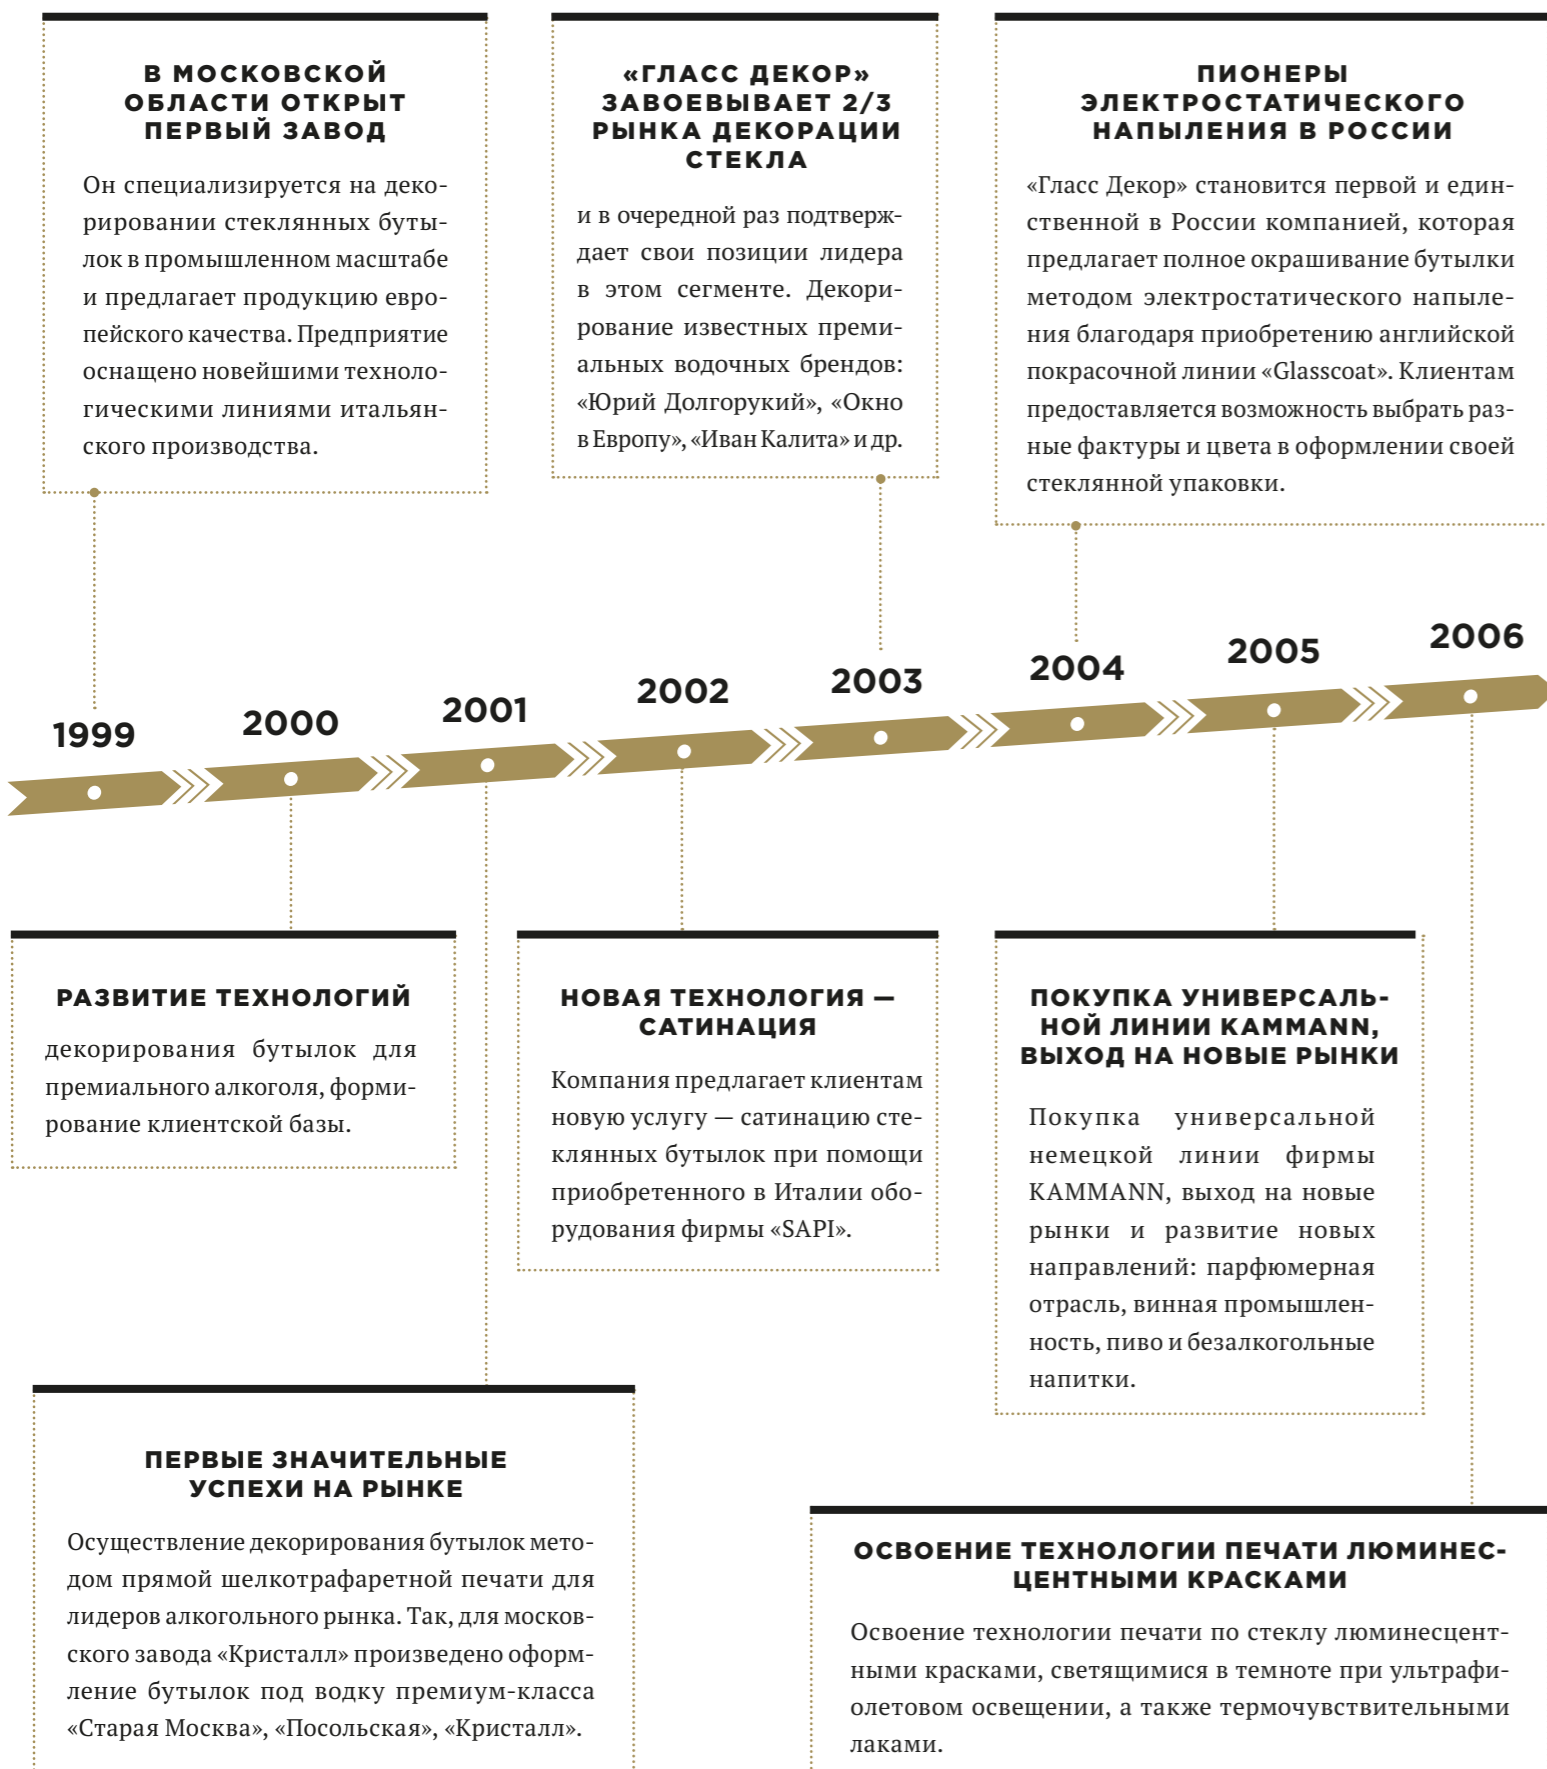 В МОСКОВСКОЙ
ОБЛАСТИ ОТКРЫТ
ПЕРВЫЙ ЗАВОД
Он специализируется на деко-
рировании стеклянных буты-
лок в промышленном масштабе
и предлагает продукцию евро-
пейского качества. Предприятие
оснащено новейшими техноло-
гическими линиями итальян-
ского производства.
«ГЛАСС ДЕКОР»
ЗАВОЕВЫВАЕТ 2/3
РЫНКА ДЕКОРАЦИИ
СТЕКЛА
и в очередной раз подтверж-
дает свои позиции лидера
в этом сегменте. Декори-
рование известных преми-
альных водочных брендов:
«Юрий Долгорукий», «Окно
в Европу», «Иван Калита» и др.
ПИОНЕРЫ
ЭЛЕКТРОСТАТИЧЕСКОГО
НАПЫЛЕНИЯ В РОССИИ
«Гласс Декор» становится первой и един-
ственной в России компанией, которая
предлагает полное окрашивание бутылки
методом электростатического напыле-
ния благодаря приобретению английской
покрасочной линии «Glasscoat». Клиентам
предоставляется возможность выбрать раз-
ные фактуры и цвета в оформлении своей
стеклянной упаковки.
1999
2000
2001
2002
2003
2004
2005
2006
РАЗВИТИЕ ТЕХНОЛОГИЙ
декорирования бутылок для
премиального алкоголя, форми-
рование клиентской базы.
НОВАЯ ТЕХНОЛОГИЯ —
САТИНАЦИЯ
Компания предлагает клиентам
новую услугу — сатинацию сте-
клянных бутылок при помощи
приобретенного в Италии обо-
рудования фирмы «SAPI».
ПОКУПКА УНИВЕРСАЛЬ-
НОЙ ЛИНИИ KAMMANN,
ВЫХОД НА НОВЫЕ РЫНКИ
Покупка универсальной
немецкой линии фирмы
KAMMANN, выход на новые
рынки и развитие новых
направлений: парфюмерная
отрасль, винная промышлен-
ность, пиво и безалкогольные
напитки.
ПЕРВЫЕ ЗНАЧИТЕЛЬНЫЕ
УСПЕХИ НА РЫНКЕ
Осуществление декорирования бутылок мето-
дом прямой шелкотрафаретной печати для
лидеров алкогольного рынка. Так, для москов-
ского завода «Кристалл» произведено оформ-
ление бутылок под водку премиум-класса
«Старая Москва», «Посольская», «Кристалл».
ОСВОЕНИЕ ТЕХНОЛОГИИ ПЕЧАТИ ЛЮМИНЕС-
ЦЕНТНЫМИ КРАСКАМИ
Освоение технологии печати по стеклу люминесцент-
ными красками, светящимися в темноте при ультрафи-
олетовом освещении, а также термочувствительными
лаками.